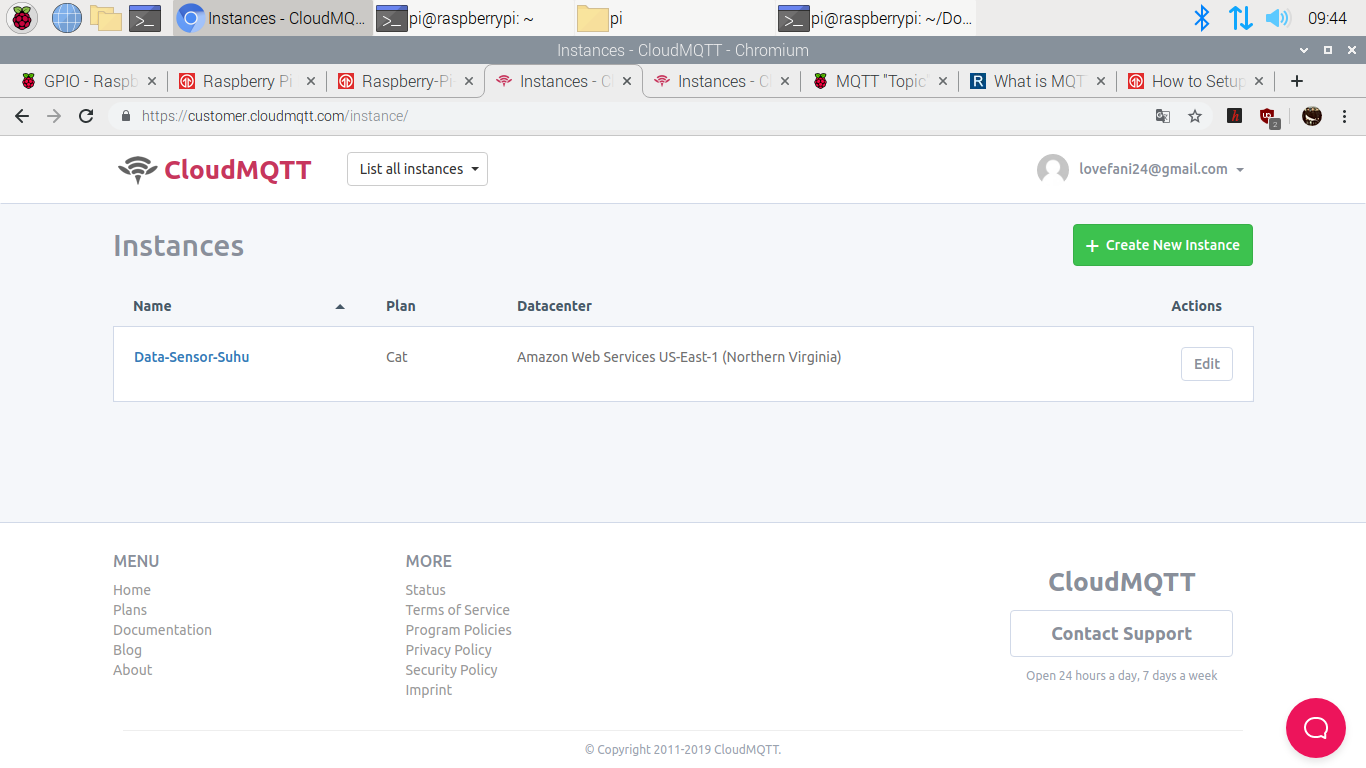 Instances - CloudMQ...
pi@raspberrypi: ~
pi
pi@raspberrypi: ~/Do...
09:44
Instances - CloudMQTT - Chromium
GPIO - Raspb
Raspberry Pi
Raspberry-Pi
Instances - Cl
Instances - Cl
MQTT "Topic"
What is MQT
How to Setup
https://customer.cloudmqtt.com/instance/
2
CloudMQTT
List all instances
lovefani24@gmail.com
Instances
+ Create New Instance
Name
Plan
Datacenter
Actions
Data-Sensor-Suhu
Cat
Amazon Web Services US-East-1 (Northern Virginia)
Edit
MENU
Home
Plans
Documentation
Blog
About
MORE
Status
Terms of Service
Program Policies
Privacy Policy
Security Policy
Imprint
CloudMQTT
Contact Support
Open 24 hours a day, 7 days a week
© Copyright 2011-2019 CloudMQTT.